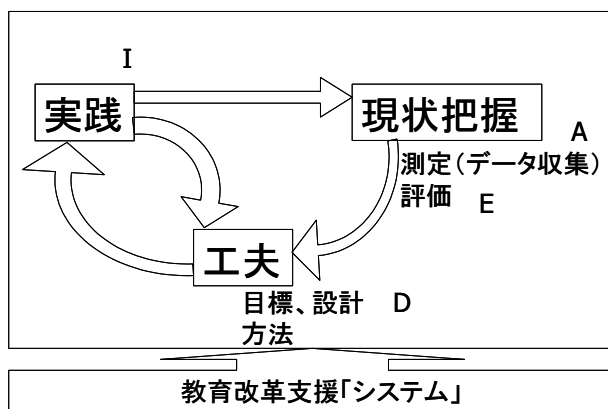 I
実践
現状把握
A
測定(データ収集)
評価 E
工夫
目標、設計 D
方法
教育改革支援「システム」